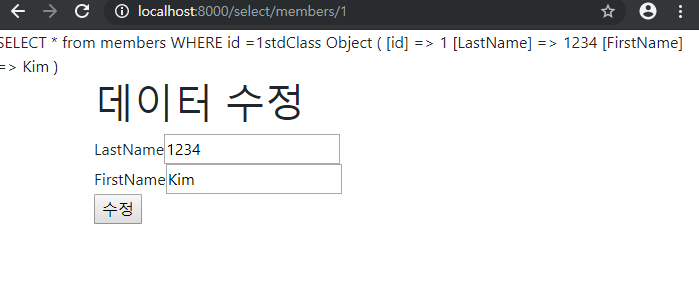 localhost:8000/select/members/1
SELECT * from members WHERE id =1stdClass Object ( [id] => 1 [LastName] => 1234 [FirstName]
=> Kim )
데이터 수정
LastName 1234
FirstName Kim
수정